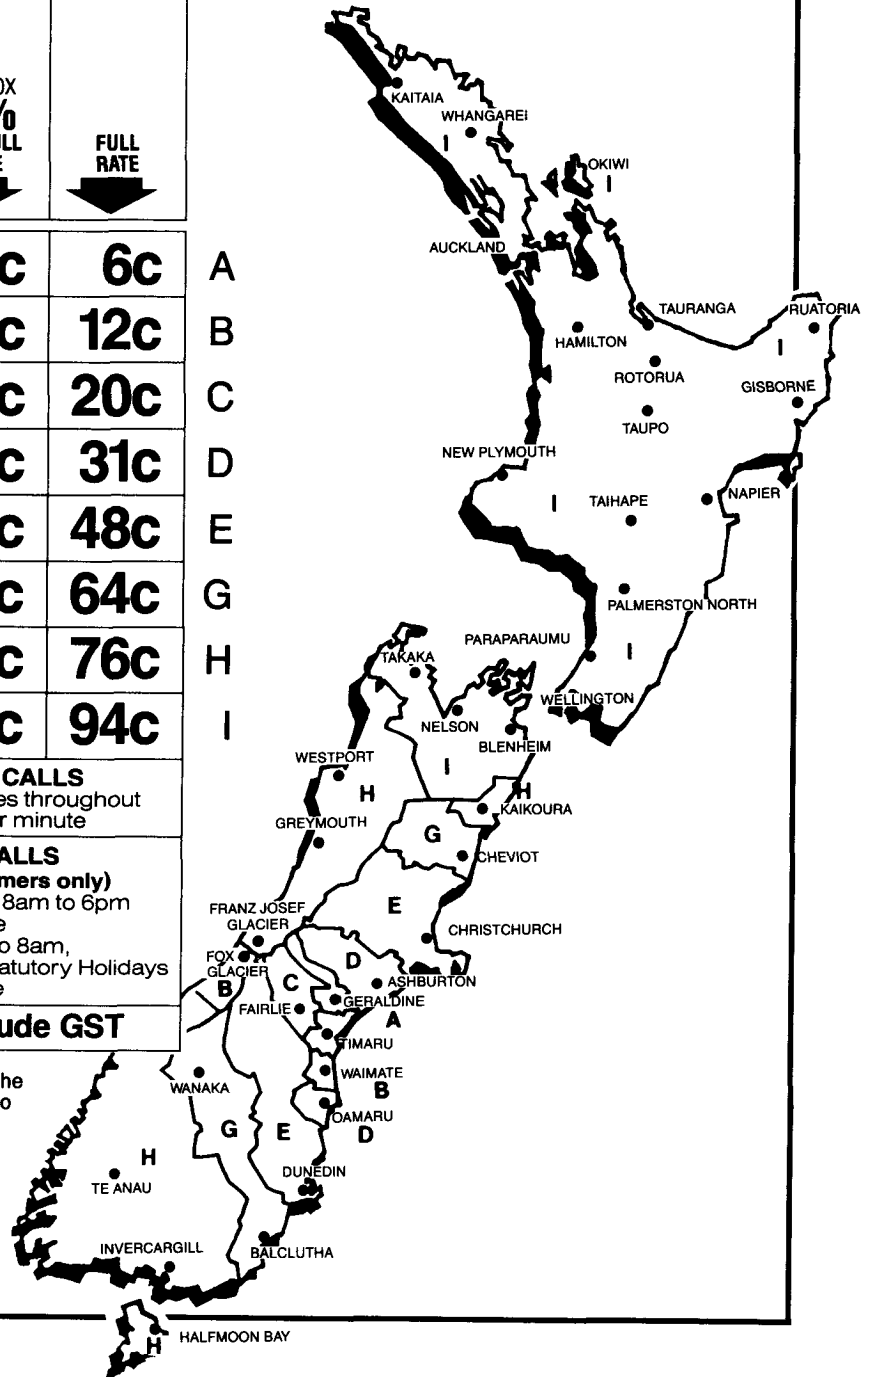 FULL
RATE
c 6c A
c 12c B
c 20c C
c 31c D
c 48c E
c 64c G
c 76c H
c 94c I
CALLS
es throughout
r minute
ALLS
mers only)
8am to 6pm
e
o 8am,
atutory Holidays
e
ude GST
he
o
KAITAIA
WHANGAREI
I
OKIWI
I
AUCKLAND
TAURANGA
RUATORIA
HAMILTON
I
ROTORUA
GISBORNE
TAUPO
NEW PLYMOUTH
I
TAIHAPE
NAPIER
PALMERSTON NORTH
PARAPARAUMU
I
TAKAKA
WELLINGTON
NELSON
BLENHEIM
WESTPORT
I
H
H
KAIKOURA
GREYMOUTH
G
CHEVIOT
E
FRANZ JOSEF
GLACIER
CHRISTCHURCH
FOX
GLACIER
D
B
C
ASHBURTON
FAIRLIE
GERALDINE
A
TIMARU
WAIMATE
WANAKA
B
OAMARU
G
E
D
H
DUNEDIN
TE ANAU
INVERCARGILL
BALCLUTHA
HALFMOON BAY
H